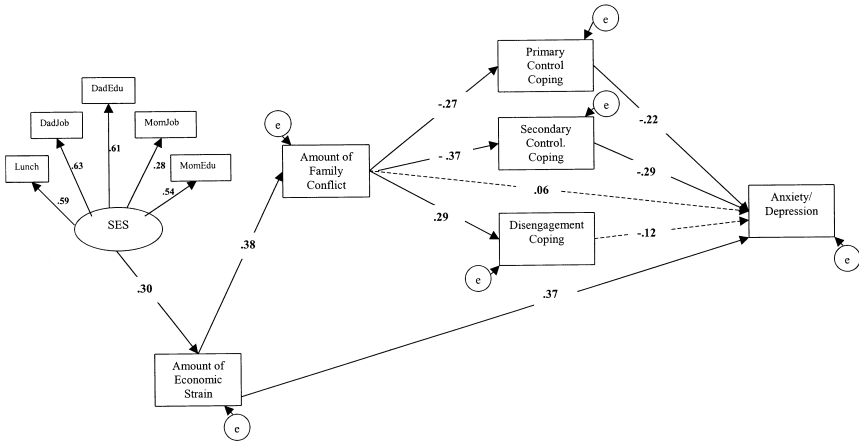 e
Primary
Control
Coping
DadEdu
-.27
-.22
DadJob
MomJob
e
e
Secondary
Control.
Coping
.61
Lunch
.63
.28
MomEdu
Amount of
Family
Conflict
-.37
-.29
.59
.54
.06
SES
.29
Anxiety/
Depression
Disengagement
Coping
-.12
.38
e
e
.30
.37
Amount of
Economic
Strain
e